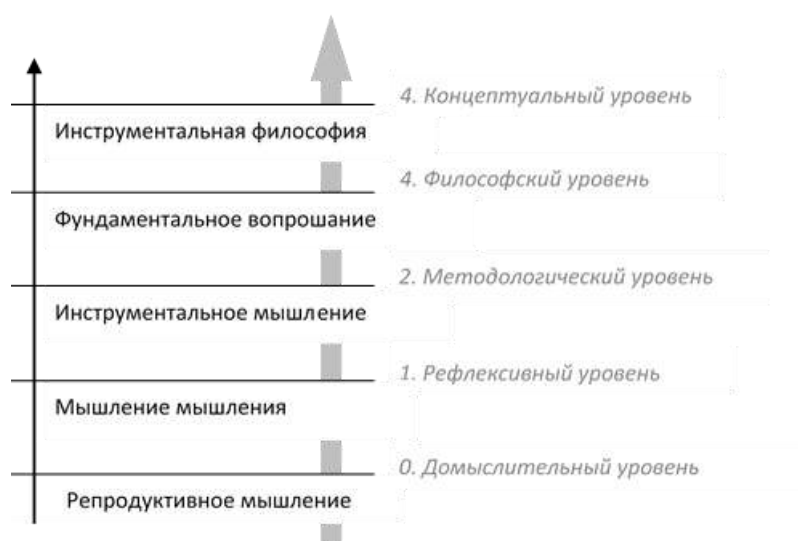 4. Концептуальный уровень
Инструментальная философия
4. Философский уровень
Фундаментальное вопрошание
2. Методологический уровень
Инструментальное мышление
1. Рефлексивный уровень
Мышление мышления
0. Домыслительный уровень
Репродуктивное мышление